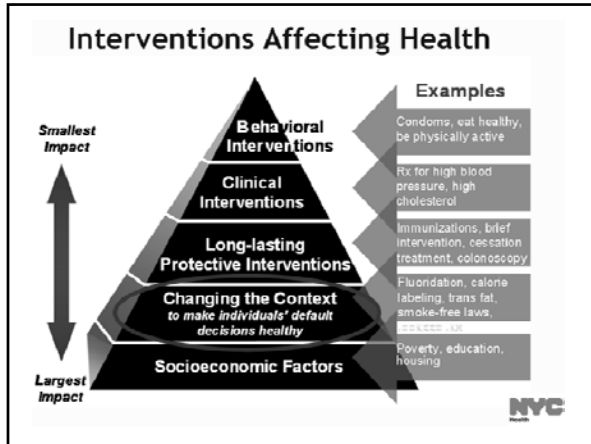 Interventions Affecting Health
Examples
Smallest
Impact
Largest
Impact
Behavioral
Interventions
Condoms, eat healthy,
be physically active
Clinical
Interventions
Rx for high blood
pressure, high
cholesterol
Long-lasting
Protective Interventions
Immunizations, brief
intervention, cessation
treatment, colonoscopy
Changing the Context
to make individuals' default
decisions healthy
Fluoridation, calorie
labeling, trans fat,
smoke-free laws,
Socioeconomic Factors
Poverty, education,
housing
NYC
Health